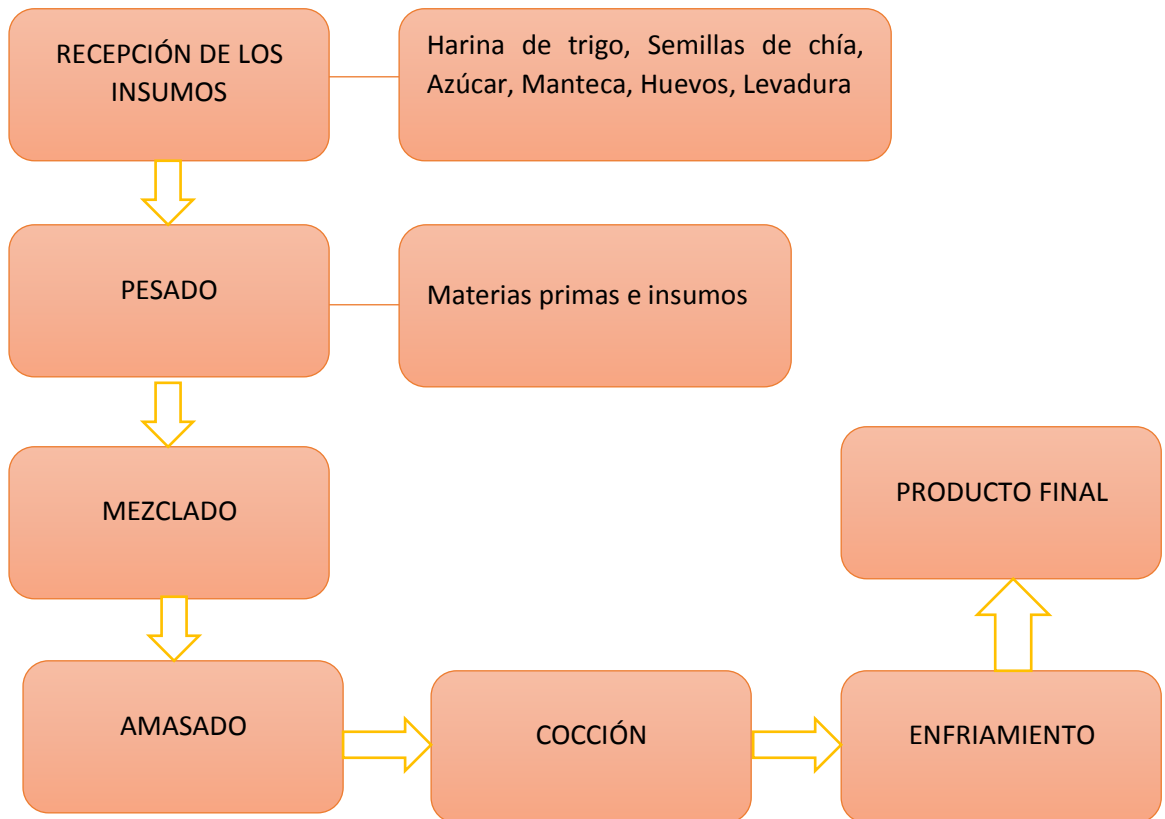 RECEPCIÓN DE LOS
INSUMOS
Harina de trigo, Semillas de chía,
Azúcar, Manteca, Huevos, Levadura
PESADO
Materias primas e insumos
MEZCLADO
AMASADO
COCCIÓN
ENFRIAMIENTO
PRODUCTO FINAL